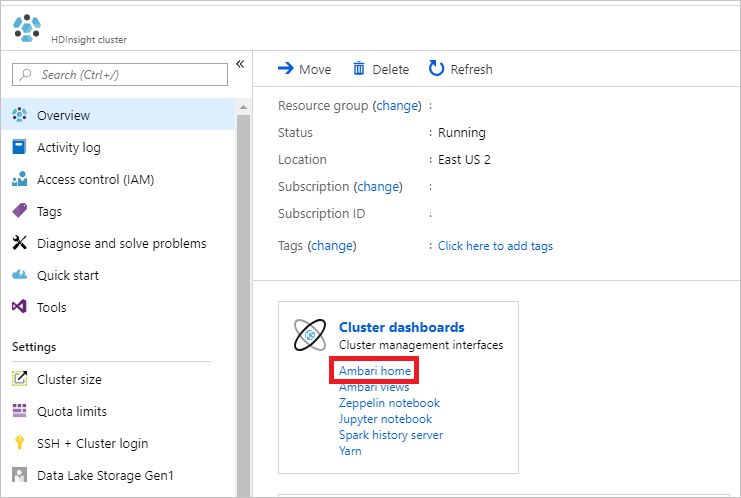 HDInsight cluster
Search (Ctrl+/)
«
Overview
Activity log
Access control (IAM)
Tags
Diagnose and solve problems
Quick start
Tools
Settings
Cluster size
Quota limits
SSH + Cluster login
Data Lake Storage Gen1
Move Delete Refresh
Resource group (change) :
Status : Running
Location : East US 2
Subscription (change) :
Subscription ID :
Tags (change) : Click here to add tags
Cluster dashboards
Cluster management interfaces
Ambari home
Ambari views
Zeppelin notebook
Jupyter notebook
Spark history server
Yarn